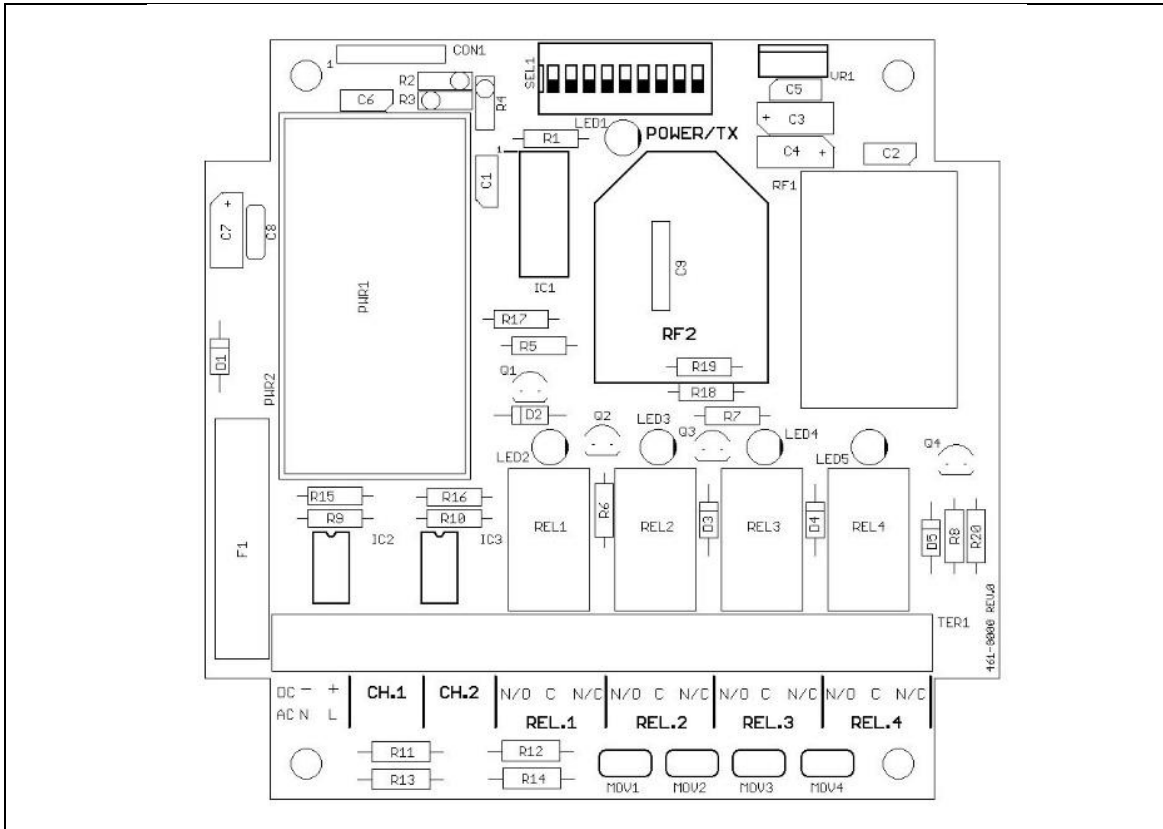 CON1
1
SEL1
VR1
R2
R3
R4
C6
C5
C3
+
LED1
POWER/TX
R1
C4 +
C2
1
C1
RF1
+
C7
C8
IC1
C9
PWR1
R17
RF2
R5
D1
R19
Q1
R18
PWR2
D2
Q2
LED3
R7
Q3
LED4
Q4
LED2
LED5
R15
R16
R9
R10
IC2
IC3
F1
REL1
R6
REL2
D3
REL3
D4
REL4
D5
R8
R20
461-0000 REV.0
TER1
DC - + CH.1 CH.2 N/O C N/C N/O C N/C N/O C N/C N/O C N/C
AC N L REL.1 REL.2 REL.3 REL.4
R11
R12
R13
R14
MOV1 MOV2 MOV3 MOV4